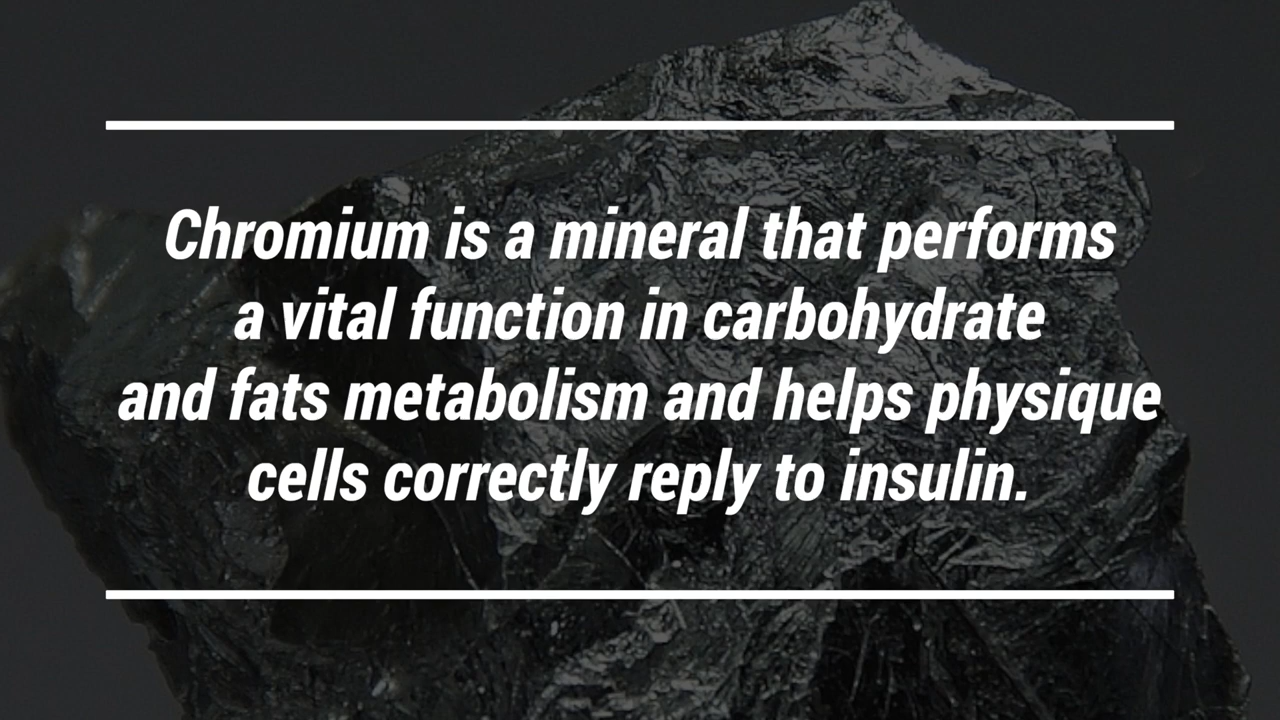 Chromium is a mineral that performs
a vital function in carbohydrate
and fats metabolism and helps physique
cells correctly reply to insulin.